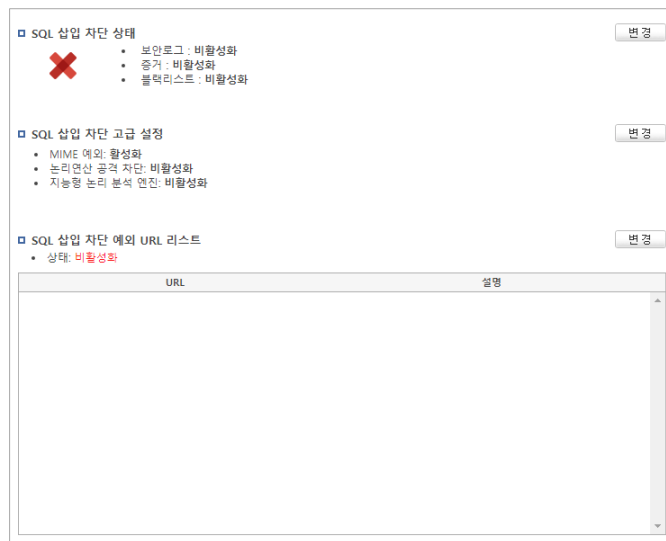 SQL 삽입 차단 상태
변경
보안로그 : 비활성화
증거 : 비활성화
블랙리스트 : 비활성화
SQL 삽입 차단 고급 설정
변경
MIME 예외: 활성화
논리연산 공격 차단: 비활성화
지능형 논리 분석 엔진: 비활성화
SQL 삽입 차단 예외 URL 리스트
변경
상태: 비활성화
URL 설명